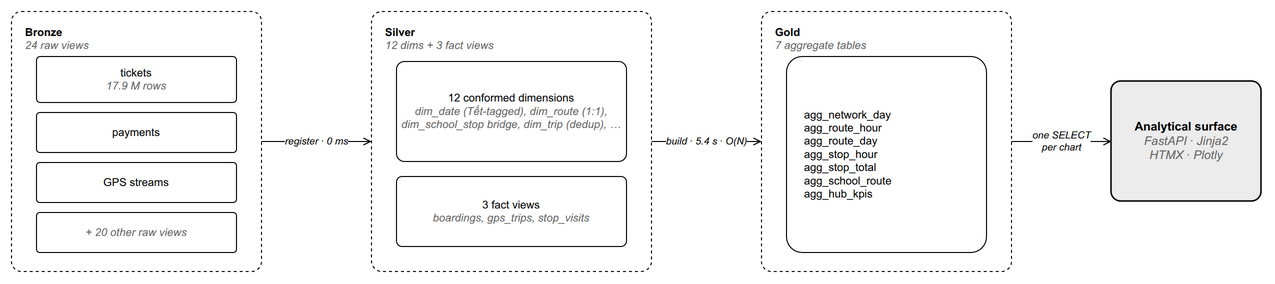 Bronze
24 raw views
tickets
17.9 M rows
payments
GPS streams
+ 20 other raw views
register · 0 ms
Silver
12 dims + 3 fact views
12 conformed dimensions
dim_date (Tết-tagged), dim_route (1:1),
dim_school_stop bridge, dim_trip (dedup), …
3 fact views
boardings, gps_trips, stop_visits
build · 5.4 s · O(N)
Gold
7 aggregate tables
agg_network_day
agg_route_hour
agg_route_day
agg_stop_hour
agg_stop_total
agg_school_route
agg_hub_kpis
one SELECT
per chart
Analytical surface
FastAPI · Jinja2
HTMX · Plotly